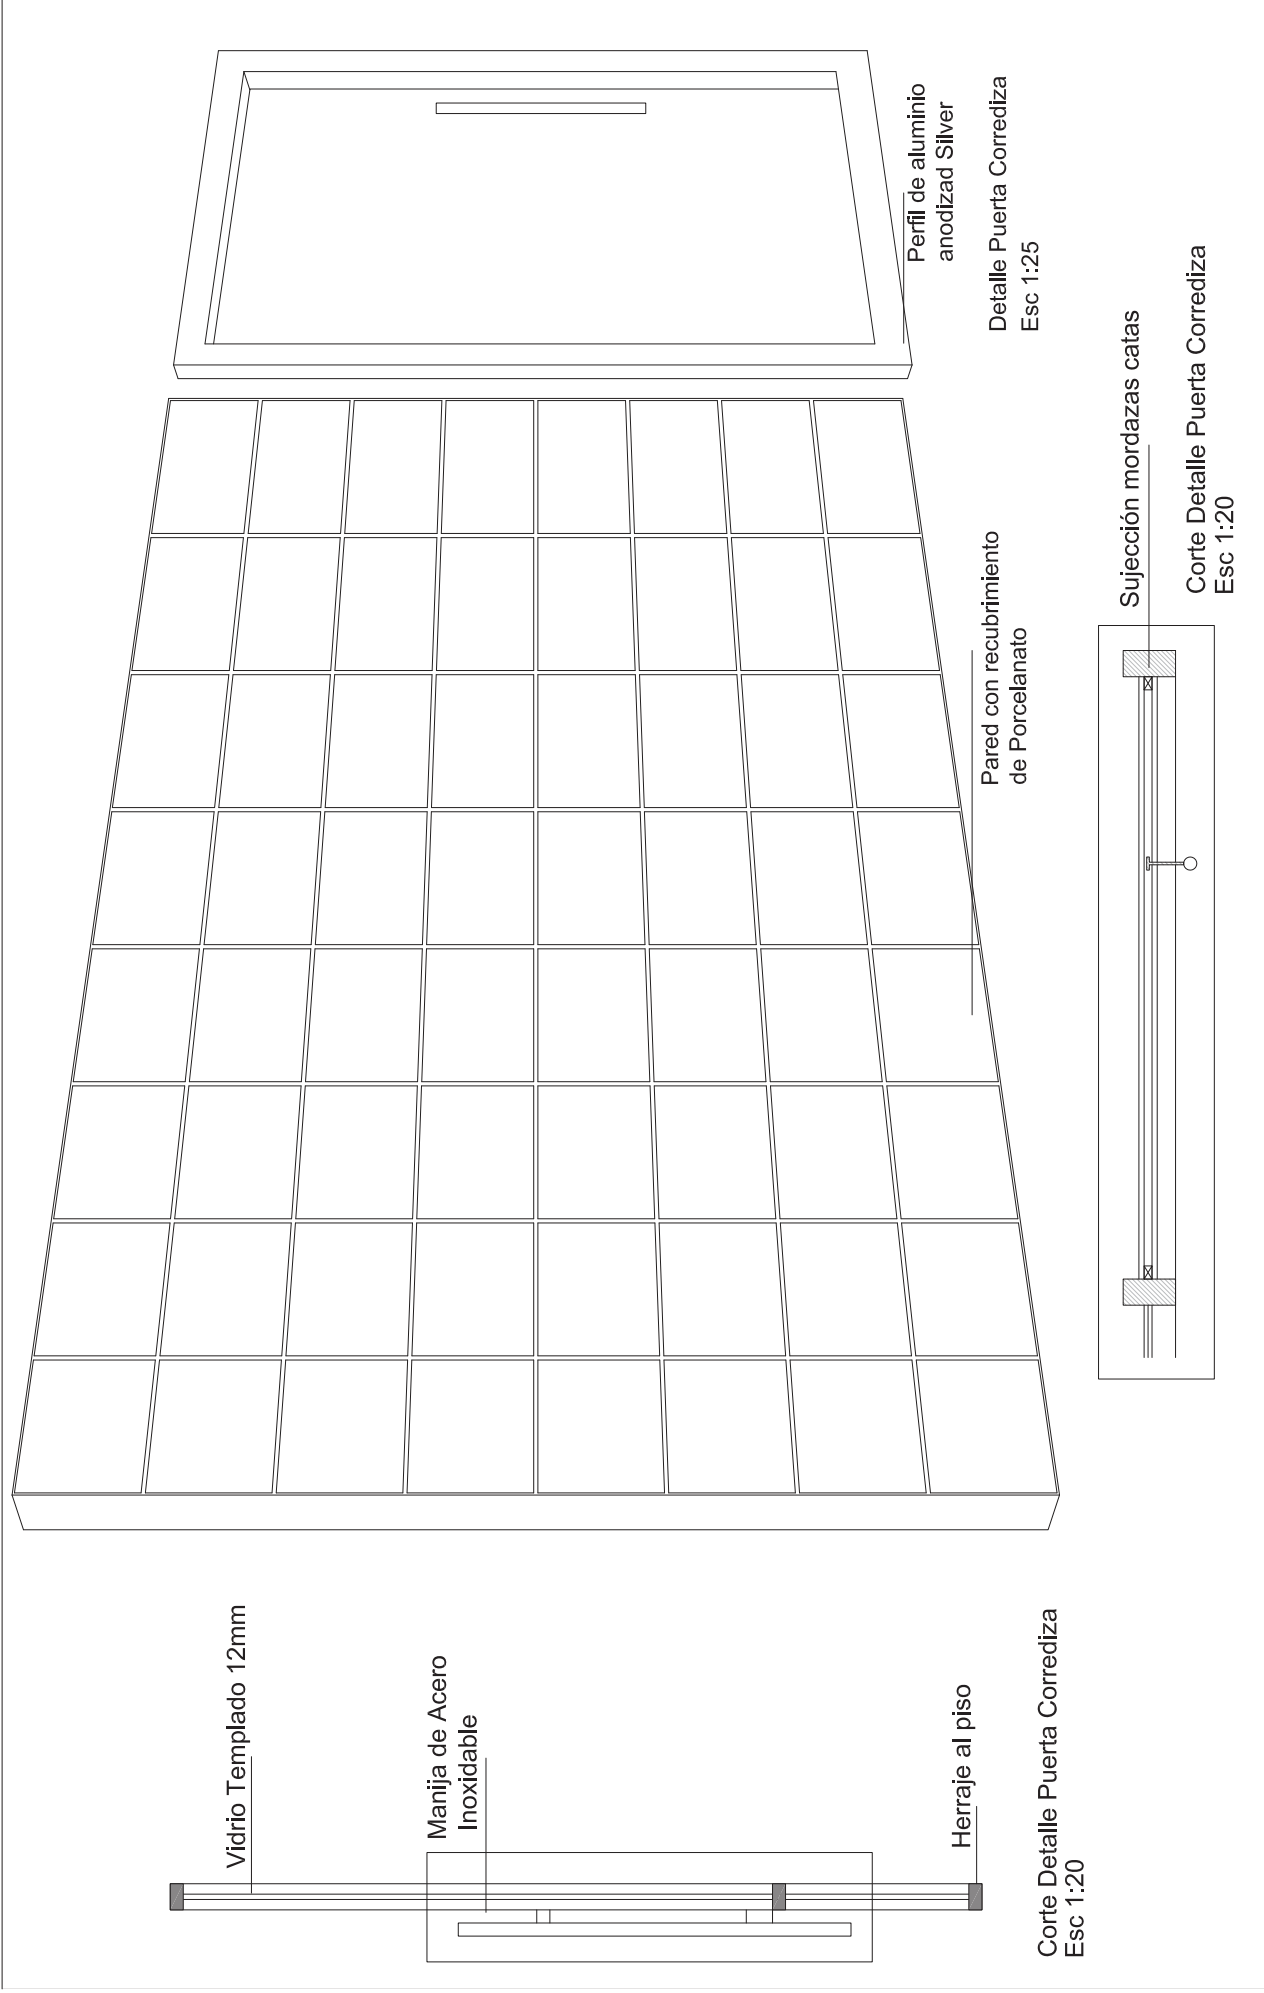 Vidrio Templado 12mm
Manija de Acero
Inoxidable
Herraje al piso
Corte Detalle Puerta Corrediza
Esc 1:20
Pared con recubrimiento
de Porcelanato
Perfil de aluminio
anodizad Silver
Detalle Puerta Corrediza
Esc 1:25
Sujección mordazas catas
Corte Detalle Puerta Corrediza
Esc 1:20